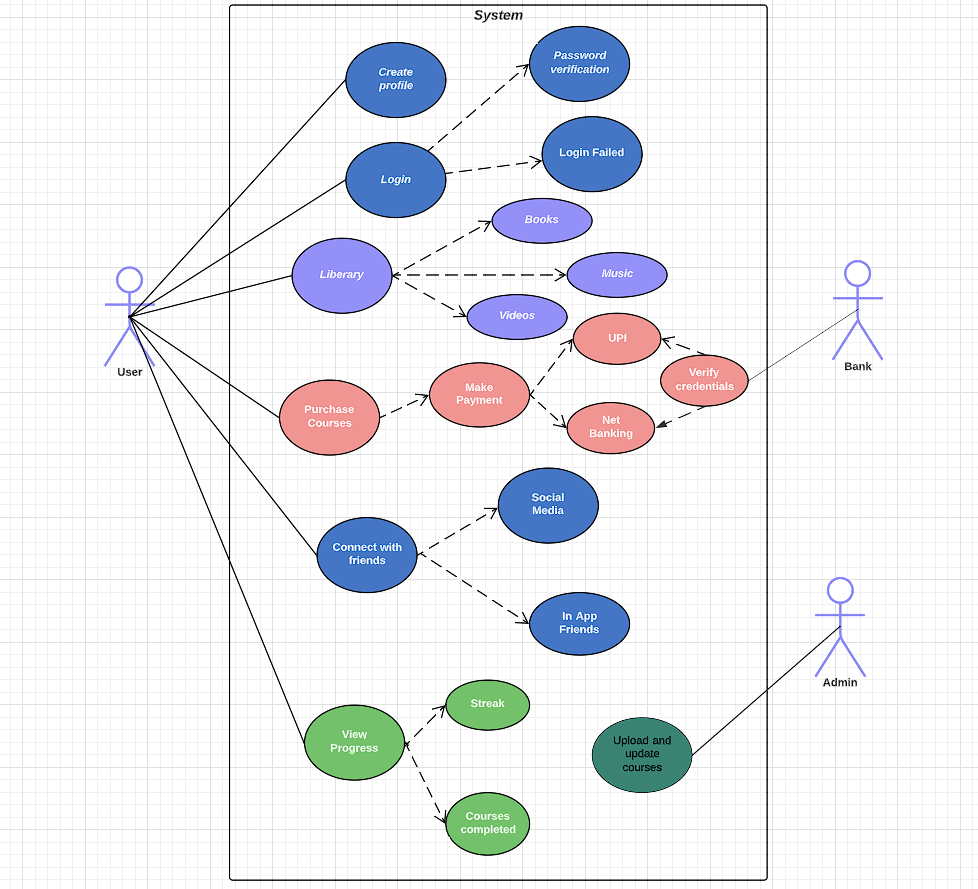 System
Create
profile
Password
verification
Login
Login Failed
Liberary
Books
Music
Videos
User
Bank
UPI
Verify
credentials
Purchase
Courses
Make
Payment
Net
Banking
Social
Media
Connect with
friends
In App
Friends
Admin
View
Progress
Streak
Upload and
update
courses
Courses
completed